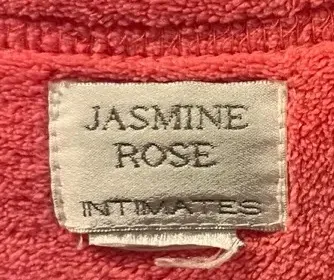 JASMINE
ROSE
INTIMATES